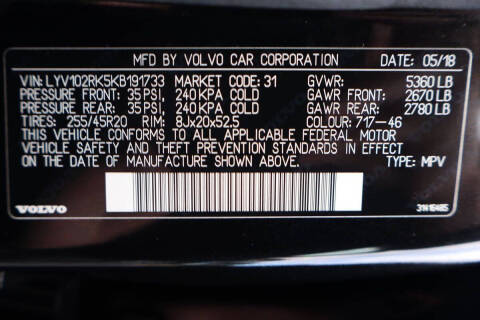 MFD BY VOLVO CAR CORPORATION DATE: 05/18
VIN: LYV102RK5KB191733 MARKET CODE: 31 GVWR: 5360 LB
PRESSURE FRONT: 35 PSI, 240 KPA COLD GAWR FRONT: 2670 LB
PRESSURE REAR: 35 PSI, 240 KPA COLD GAWR REAR: 2780 LB
TIRES: 255/45R20 RIM: 8Jx20x52.5 COLOUR: 717-46
THIS VEHICLE CONFORMS TO ALL APPLICABLE FEDERAL MOTOR
VEHICLE SAFETY AND THEFT PREVENTION STANDARDS IN EFFECT
ON THE DATE OF MANUFACTURE SHOWN ABOVE. TYPE: MPV
VOLVO 31416485